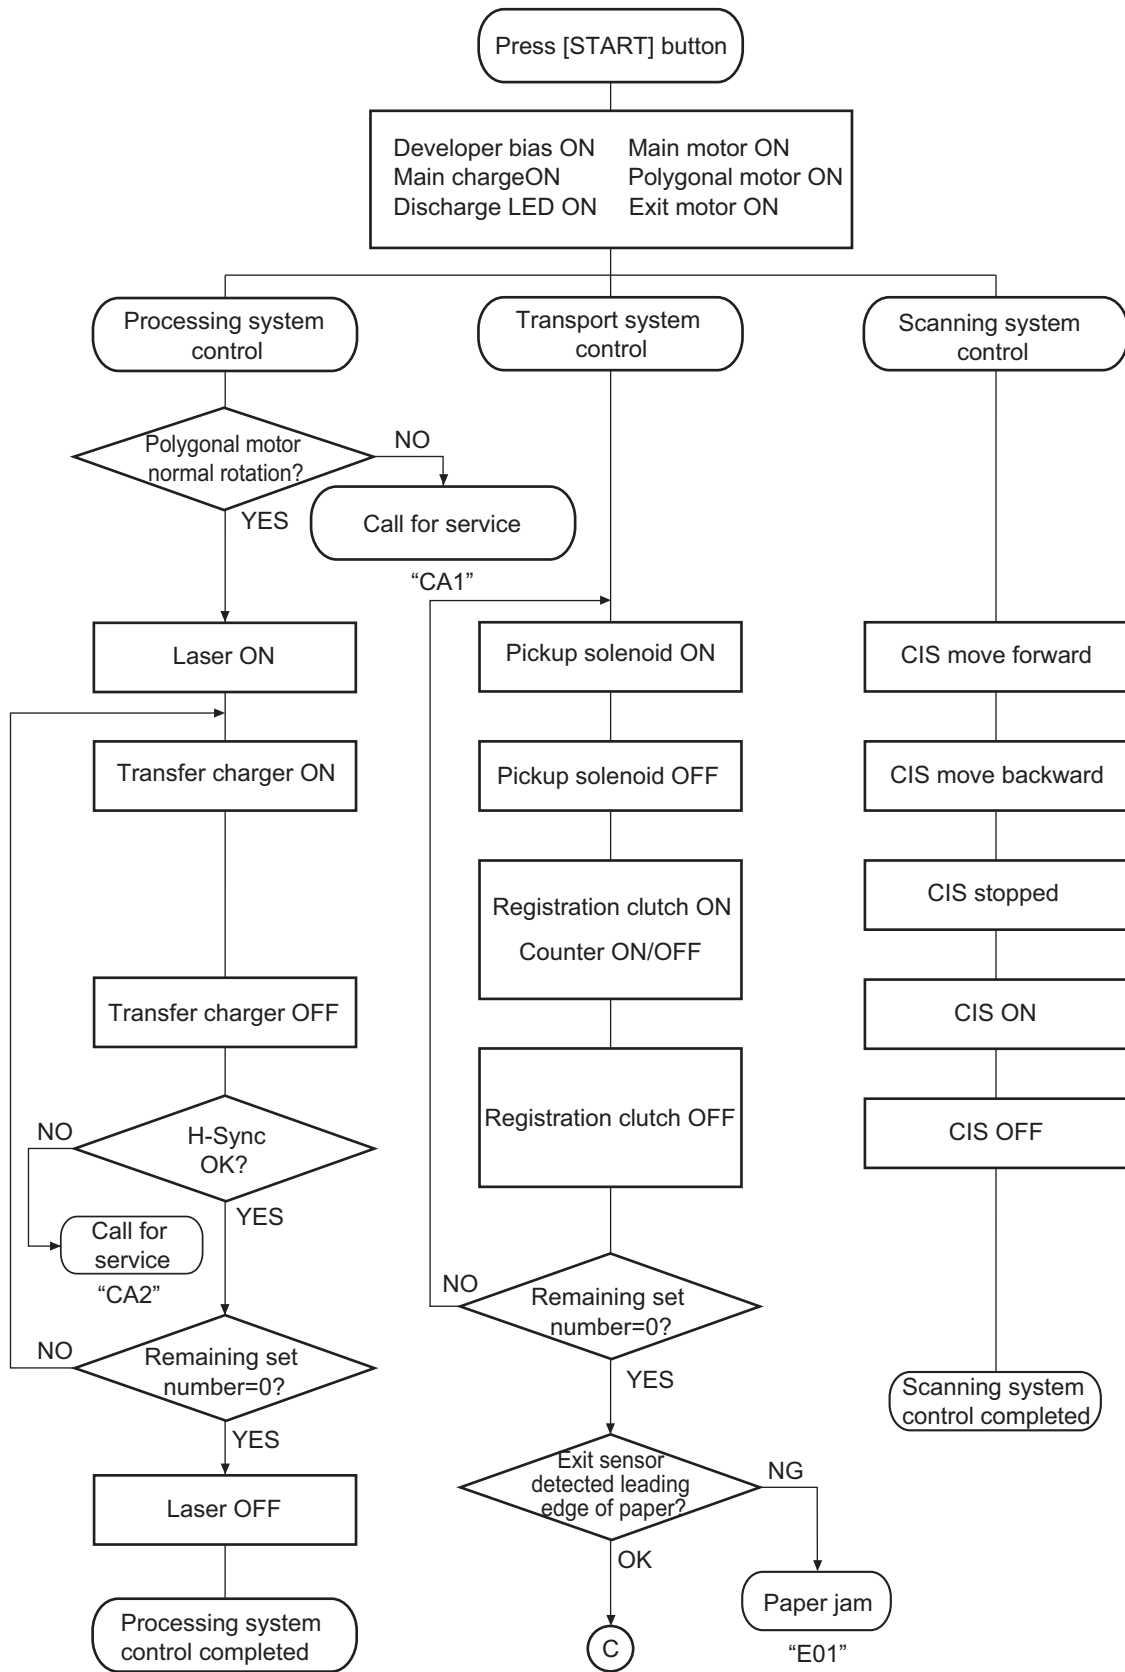 Press [START] button
Developer bias ON Main motor ON
Main chargeON Polygonal motor ON
Discharge LED ON Exit motor ON
Processing system
control
Transport system
control
Scanning system
control
Polygonal motor
normal rotation?
NO
YES
Call for service
“CA1”
Laser ON
Pickup solenoid ON
CIS move forward
Transfer charger ON
Pickup solenoid OFF
CIS move backward
Registration clutch ON
Counter ON/OFF
CIS stopped
Transfer charger OFF
CIS ON
Registration clutch OFF
CIS OFF
NO
H-Sync
OK?
YES
Call for
service
“CA2”
NO
Remaining set
number=0?
YES
NO
Remaining set
number=0?
YES
Scanning system
control completed
Exit sensor
detected leading
edge of paper?
NG
OK
Laser OFF
Paper jam
“E01”
C
Processing system
control completed